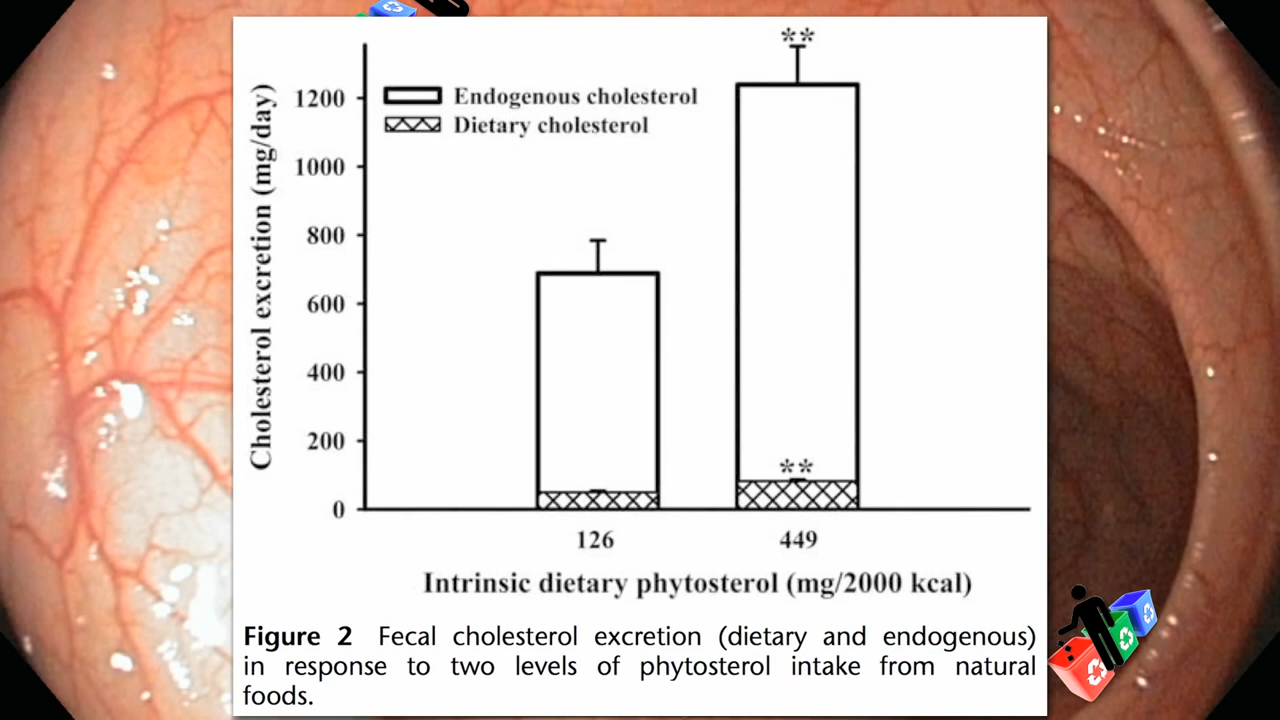 **
1200
1000
800
600
400
200
0
Cholesterol excretion (mg/day)
Endogenous cholesterol
Dietary cholesterol
**
126
449
Intrinsic dietary phytosterol (mg/2000 kcal)
Figure 2 Fecal cholesterol excretion (dietary and endogenous)
in response to two levels of phytosterol intake from natural
foods.